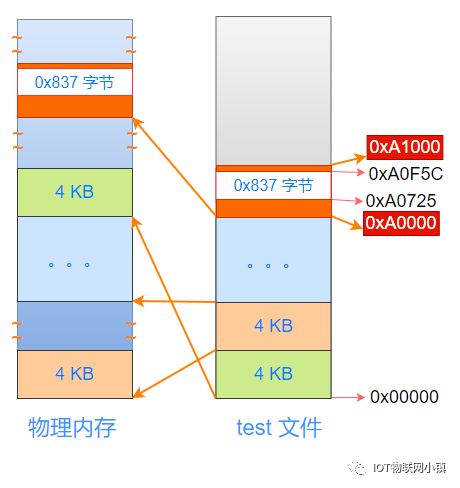 0x837 字节
4 KB
。。。
4 KB
物理内存
0x837 字节
。。。
4 KB
4 KB
test 文件
0xA1000
0xA0F5C
0xA0725
0xA0000
0x00000
IOT物联网小镇